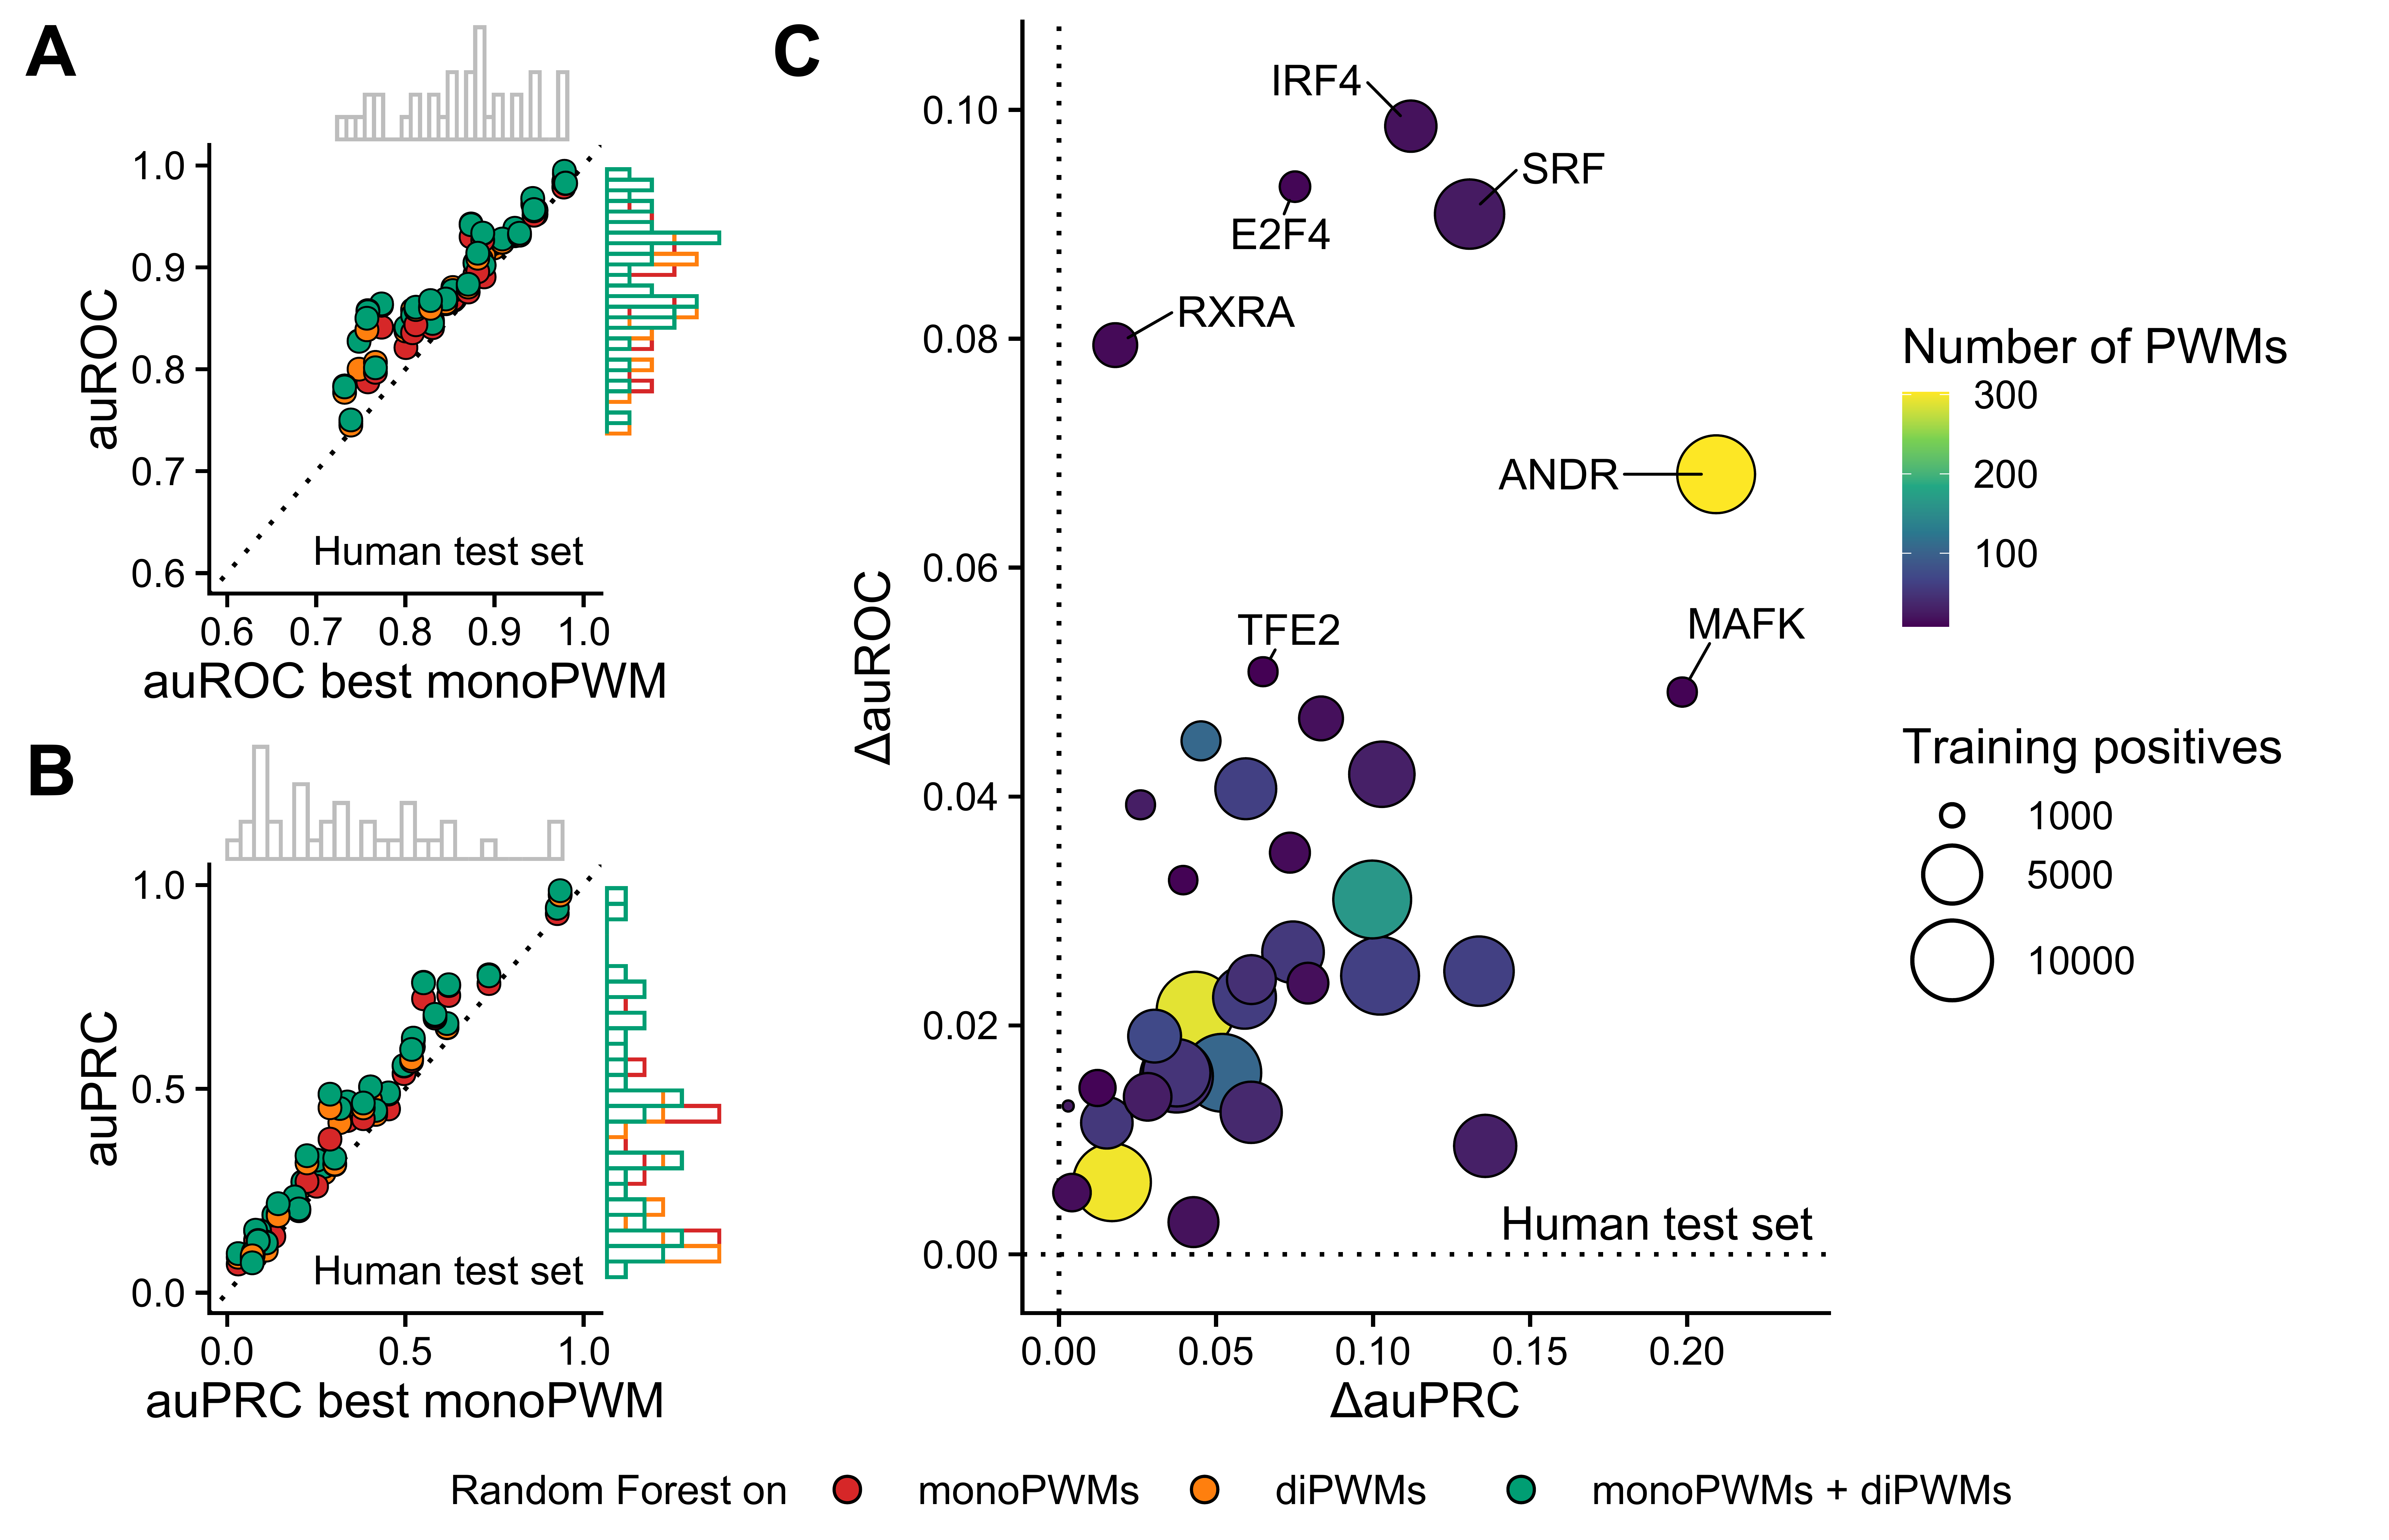 A
1.0
0.9
0.8
0.7
0.6
auROC
Human test set
0.6 0.7 0.8 0.9 1.0
auROC best monoPWM
B
1.0
0.5
0.0
auPRC
Human test set
0.0 0.5 1.0
auPRC best monoPWM
C
0.10
0.08
0.06
0.04
0.02
0.00
ΔauROC
IRF4
SRF
E2F4
RXRA
ANDR
TFE2
MAFK
Human test set
0.00 0.05 0.10 0.15 0.20
ΔauPRC
Number of PWMs
300
200
100
Training positives
1000
5000
10000
Random Forest on monoPWMs diPWMs monoPWMs + diPWMs